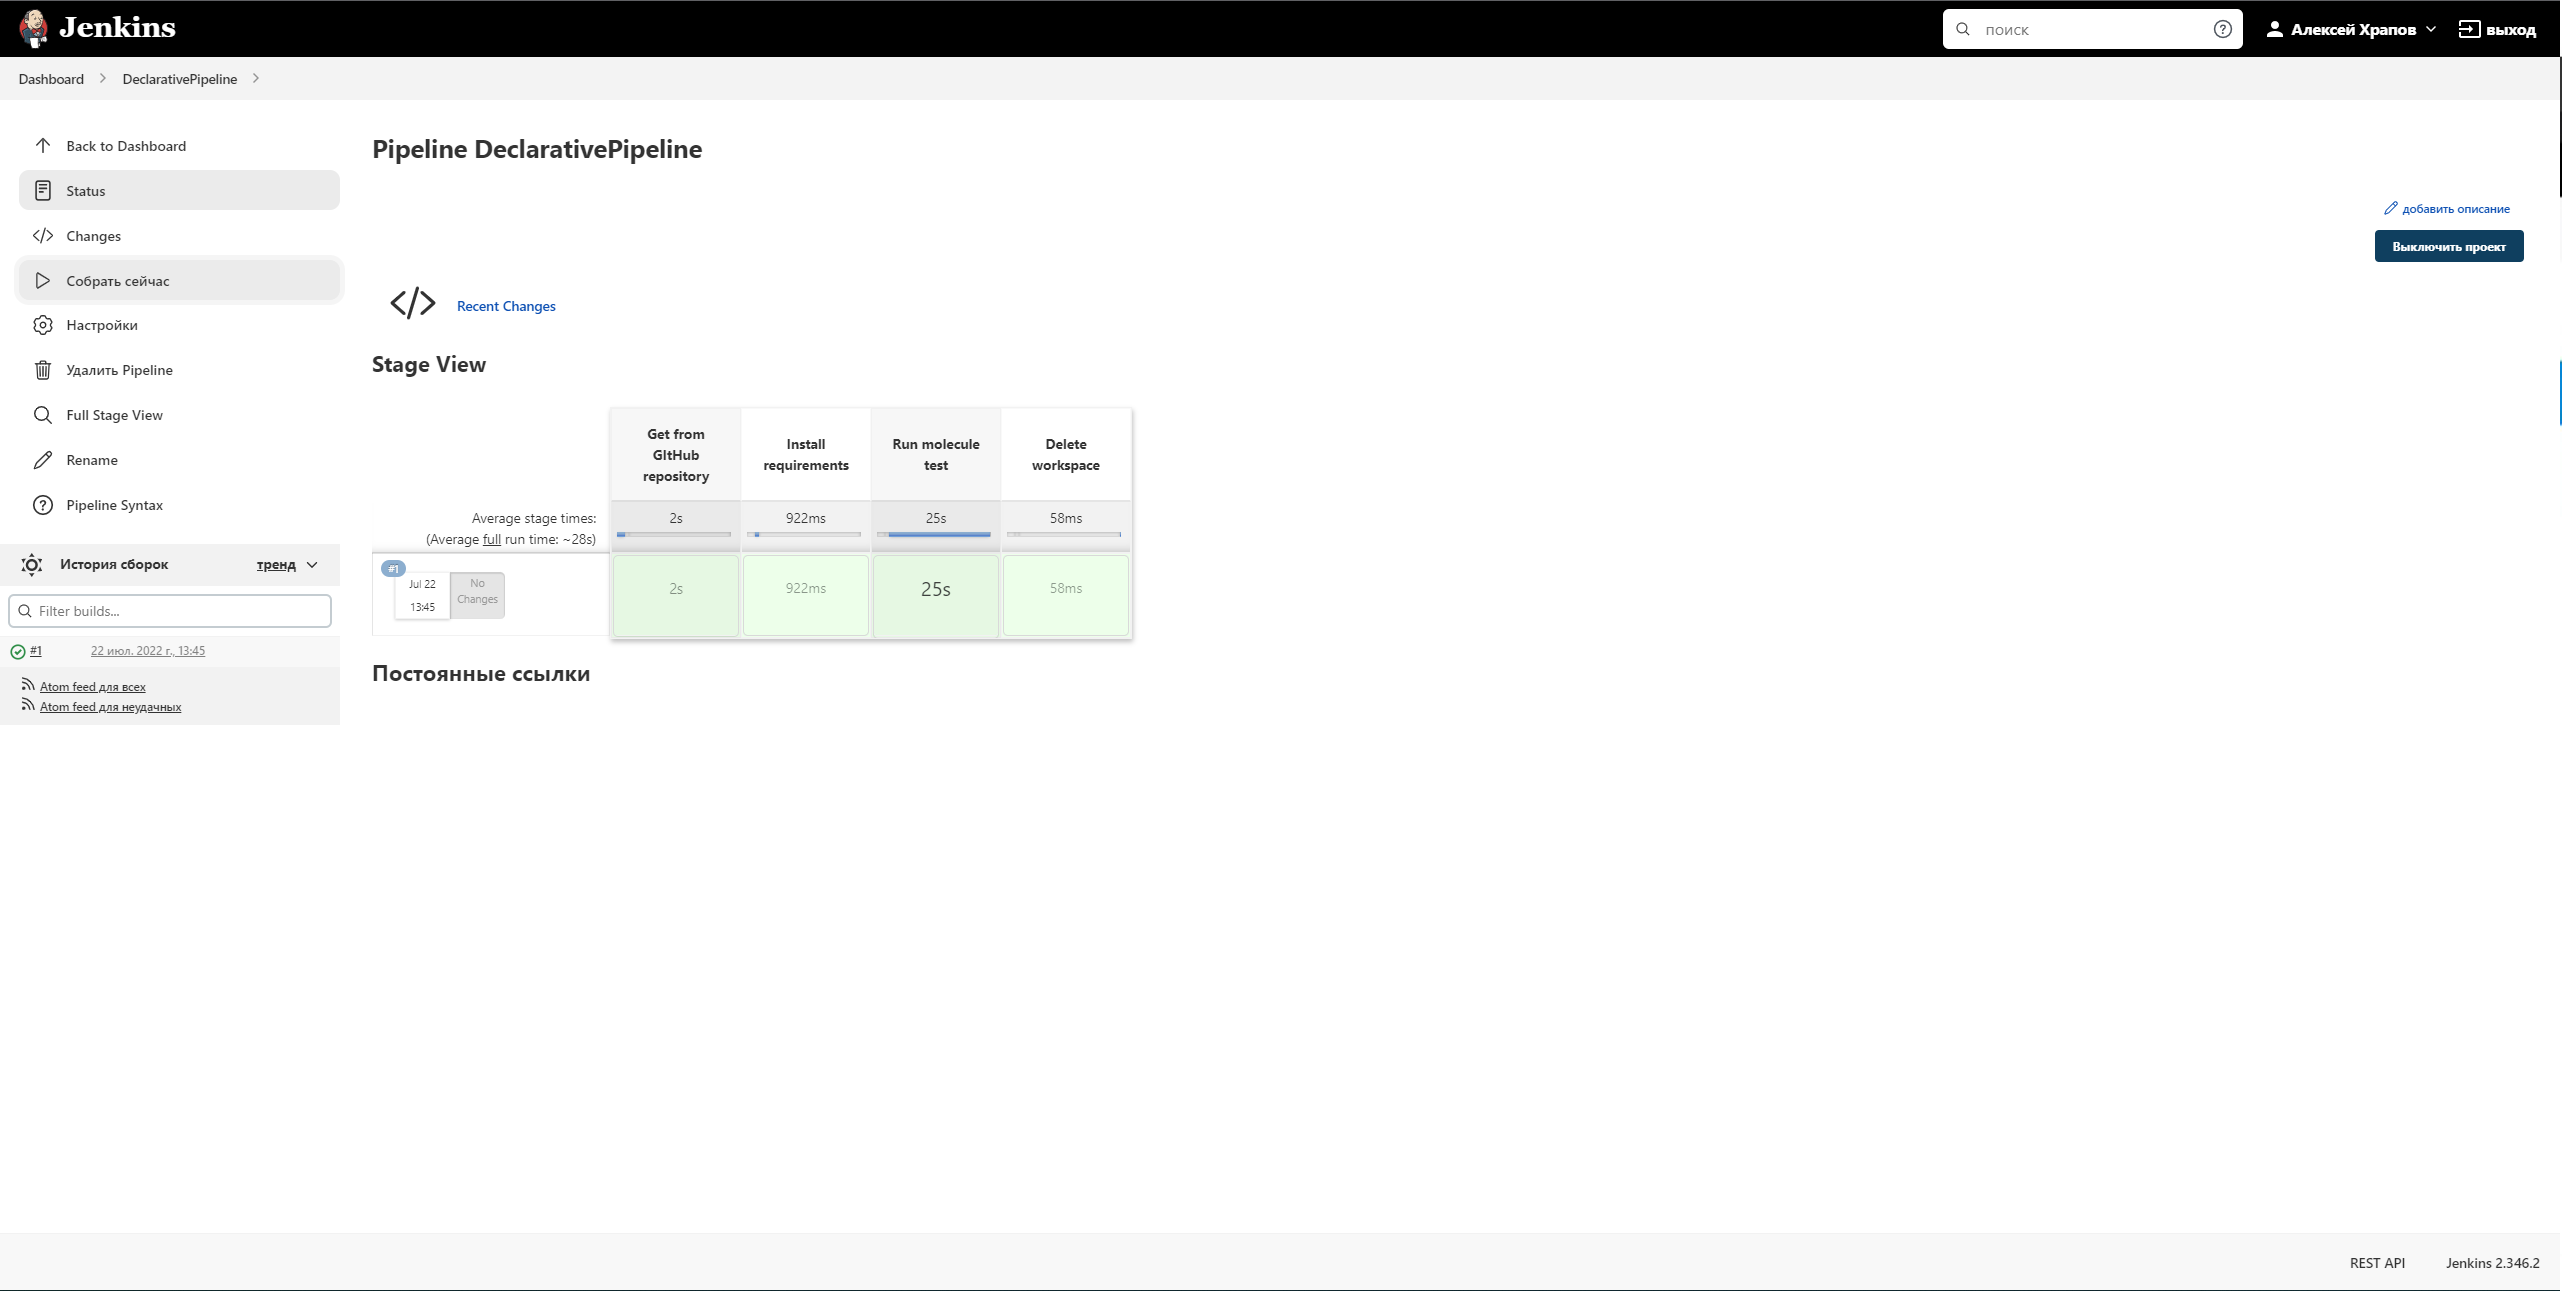 Jenkins
поиск
Алексей Храпов
выход
Dashboard
DeclarativePipeline
Back to Dashboard
Status
Changes
Собрать сейчас
Настройки
Удалить Pipeline
Full Stage View
Rename
Pipeline Syntax
История сборок
тренд
Filter builds...
#1
22 июл. 2022 г., 13:45
Atom feed для всех
Atom feed для неудачных
Pipeline DeclarativePipeline
добавить описание
Выключить проект
Recent Changes
Stage View
Get from
GItHub
repository
Install
requirements
Run molecule
test
Delete
workspace
Average stage times:
(Average full run time: ~28s)
2s
922ms
25s
58ms
#1
Jul 22
13:45
No
Changes
2s
922ms
25s
58ms
Постоянные ссылки
REST API
Jenkins 2.346.2